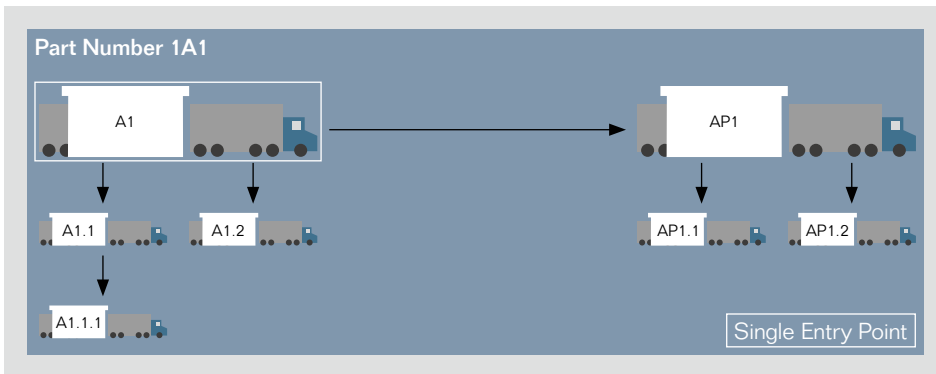 Part Number 1A1
A1
AP1
A1.1
A1.2
AP1.1
AP1.2
A1.1.1
Single Entry Point